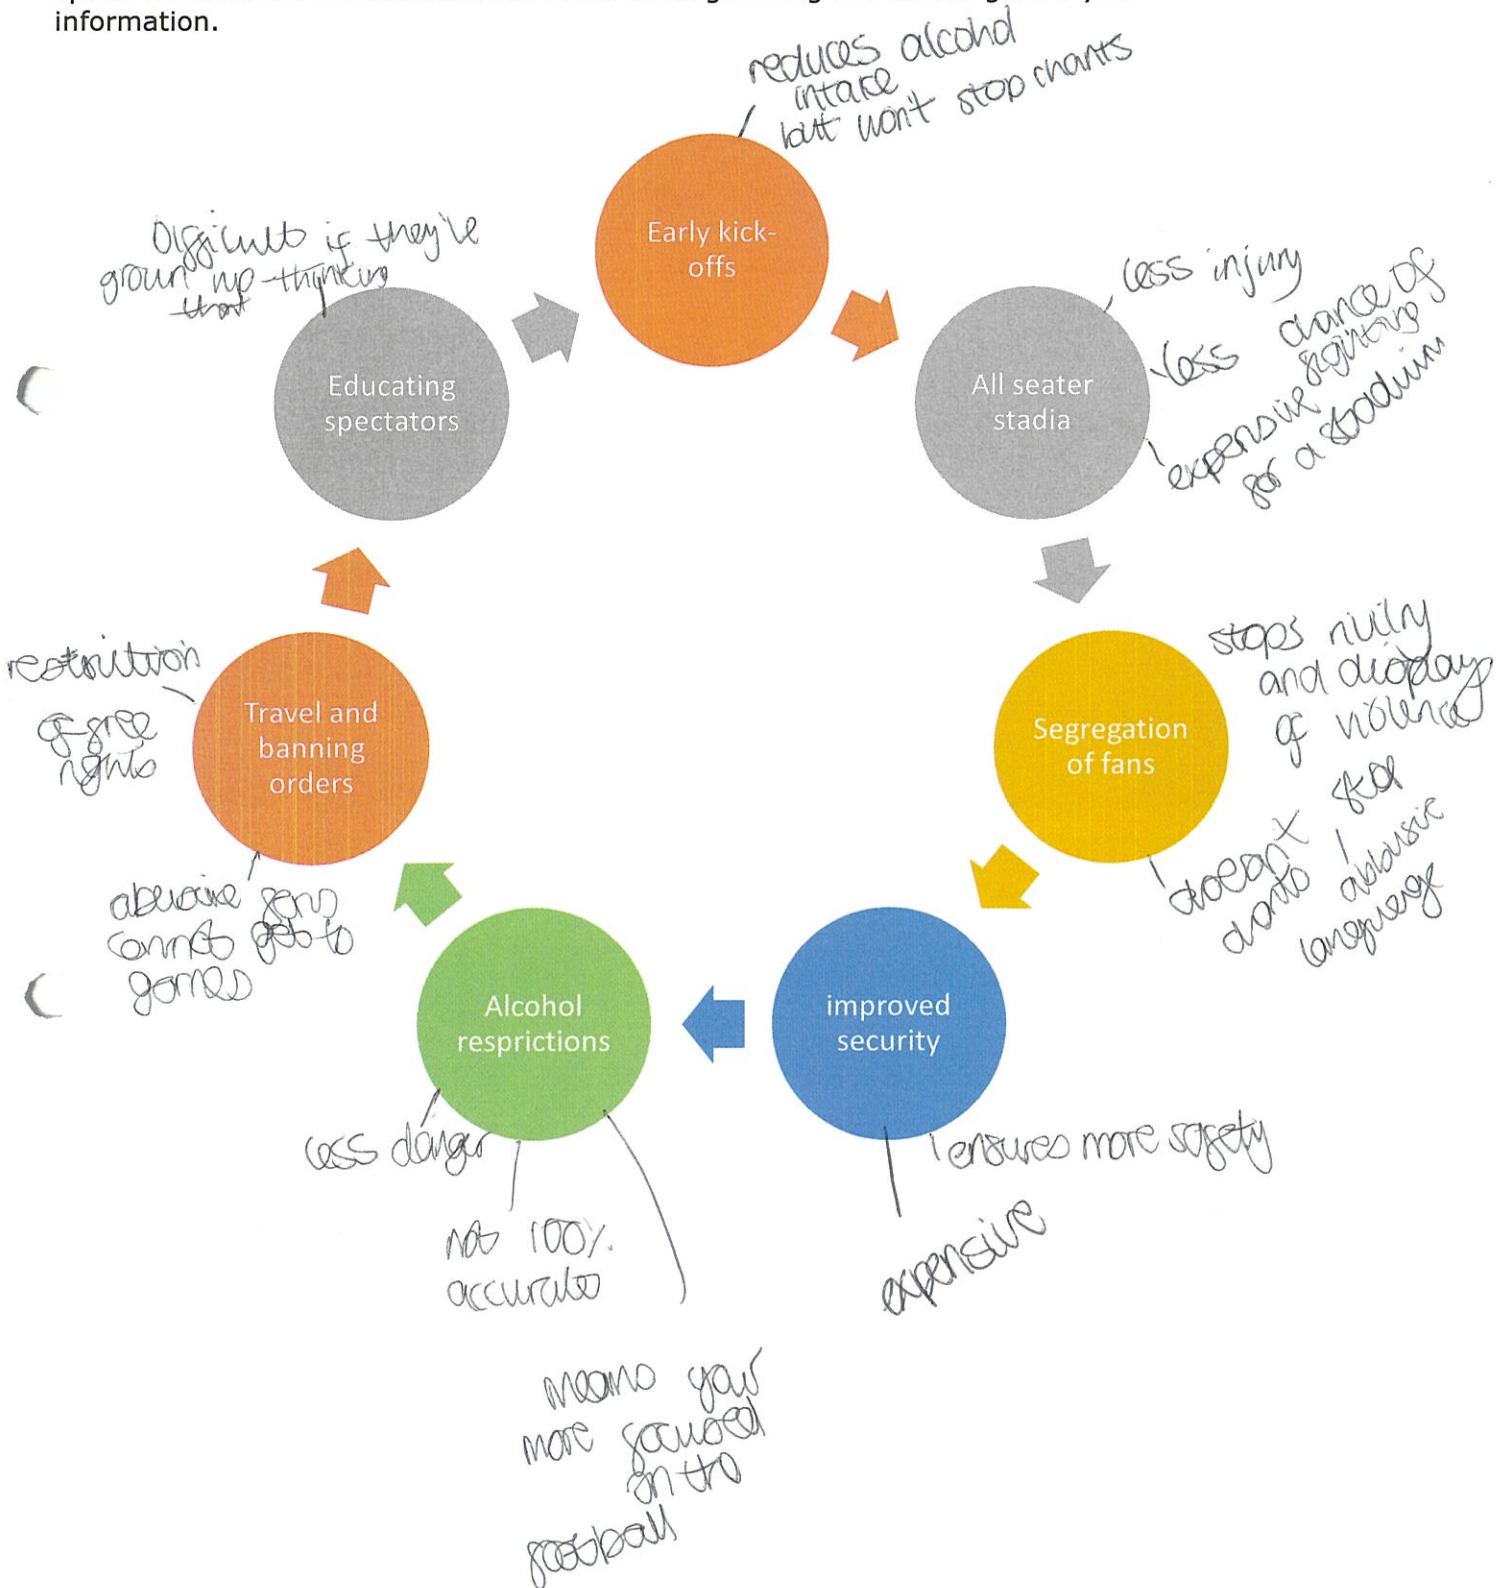 information.
reduces alcohol
intake
but won't stop chants
Early kick-
offs
Difficult if they've
grown up thinking
that
Educating
spectators
All seater
stadia
less injury
less chance of
fighting
expensive
for a stadium
Segregation
of fans
stops
and display
of violence
doesn't stop
abbusive
language
improved
security
ensures more safety
expensive
Alcohol
resprictions
less danger
not 100%
accurate
means your
more focused
on the
football
Travel and
banning
orders
restriction
of free
rights
abusive fans
cannot get to
games